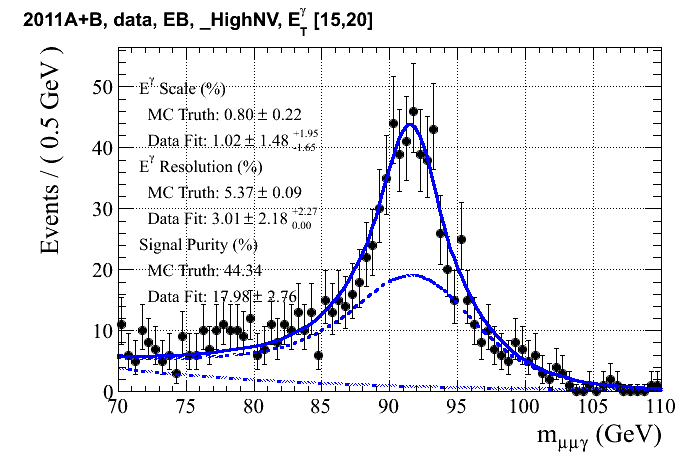 2011A+B, data, EB, _HighNV, E_T^γ [15,20]
Events / ( 0.5 GeV )
50
40
30
20
10
0
E^γ Scale (%)
MC Truth: 0.80 ± 0.22
Data Fit: 1.02 ± 1.48 +1.95 -1.65
E^γ Resolution (%)
MC Truth: 5.37 ± 0.09
Data Fit: 3.01 ± 2.18 +2.27 0.00
Signal Purity (%)
MC Truth: 44.34
Data Fit: 17.98 ± 2.76
70 75 80 85 90 95 100 105 110
m_μμγ (GeV)